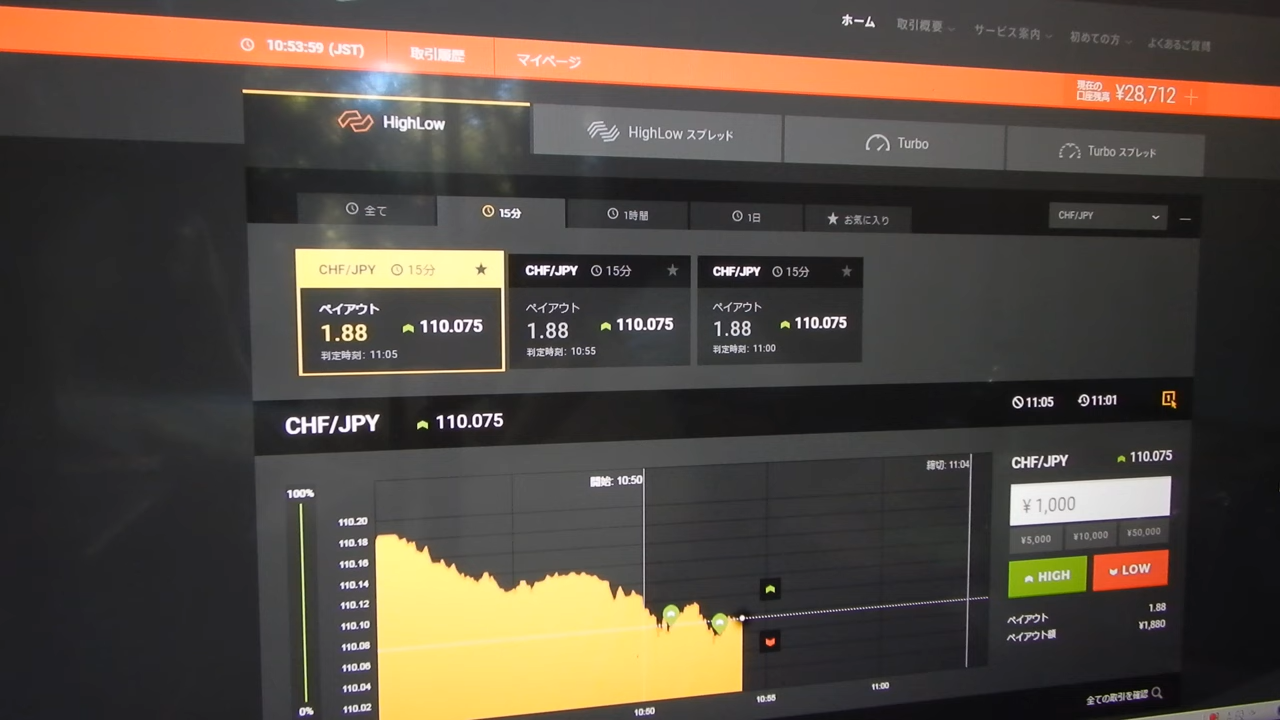 ホーム 取引概要 サービス案内 初めての方 よくあるご質問
10:53:59 (JST) 取引履歴 マイページ
現在の口座残高 ¥28,712
HighLow HighLow スプレッド Turbo Turbo スプレッド
全て 15分 1時間 1日 お気に入り CHF/JPY
CHF/JPY 15分 CHF/JPY 15分 CHF/JPY 15分
ペイアウト ペイアウト ペイアウト
1.88 110.075 1.88 110.075 1.88 110.075
判定時刻: 11:05 判定時刻: 10:55 判定時刻: 11:00
CHF/JPY 110.075 11:05 11:01
開始: 10:50 締切: 11:04
100%
110.20
110.18
110.16
110.14
110.12
110.10
110.08
110.06
110.04
110.02
0%
10:50 10:55 11:00
CHF/JPY 110.075
¥ 1,000
¥5,000 ¥10,000 ¥50,000
HIGH LOW
ペイアウト 1.88
ペイアウト額 ¥1,880
全ての取引を確認